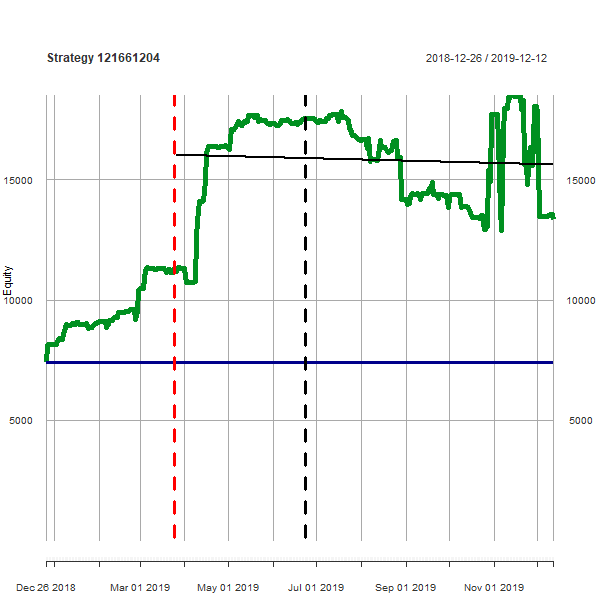 Strategy 121661204
2018-12-26 / 2019-12-12
15000
15000
Equity
10000
10000
5000
5000
Dec 26 2018
Mar 01 2019
May 01 2019
Jul 01 2019
Sep 01 2019
Nov 01 2019